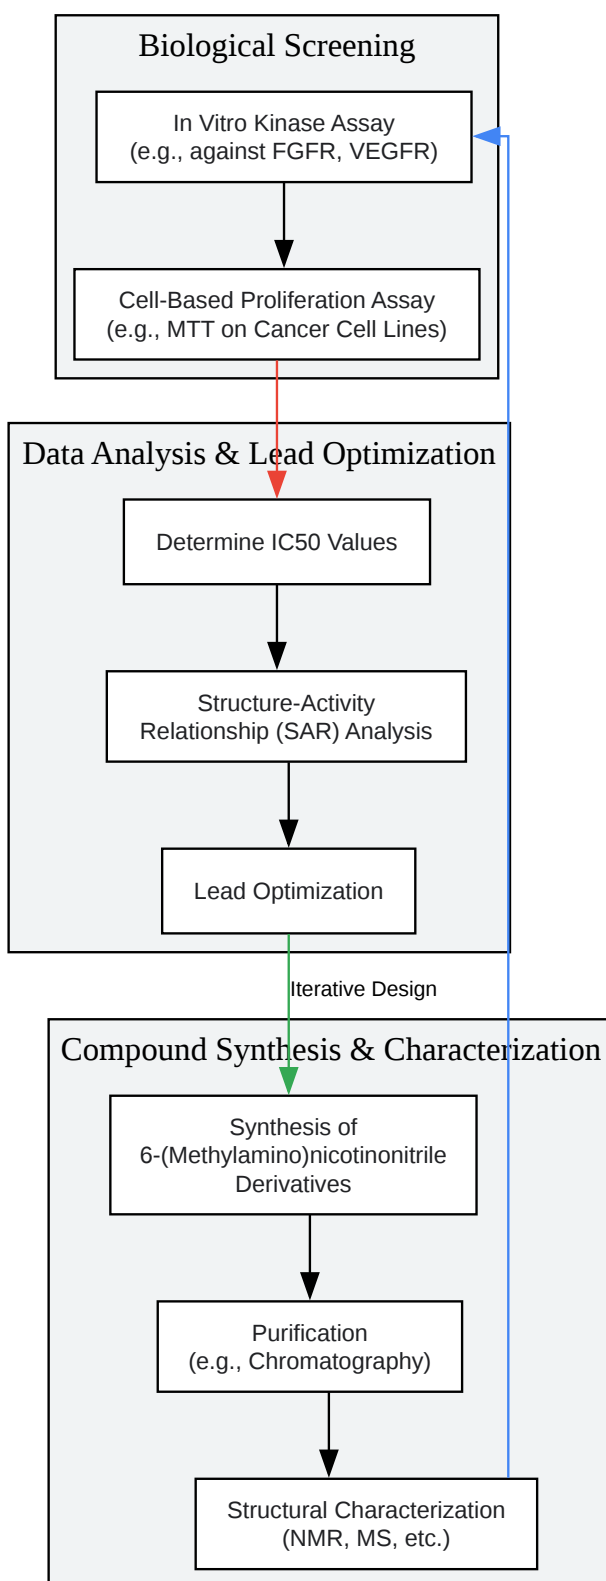 Biological Screening
In Vitro Kinase Assay
(e.g., against FGFR, VEGFR)
Cell-Based Proliferation Assay
(e.g., MTT on Cancer Cell Lines)
Data Analysis & Lead Optimization
Determine IC50 Values
Structure-Activity
Relationship (SAR) Analysis
Lead Optimization
Iterative Design
Compound Synthesis & Characterization
Synthesis of
6-(Methylamino)nicotinonitrile
Derivatives
Purification
(e.g., Chromatography)
Structural Characterization
(NMR, MS, etc.)